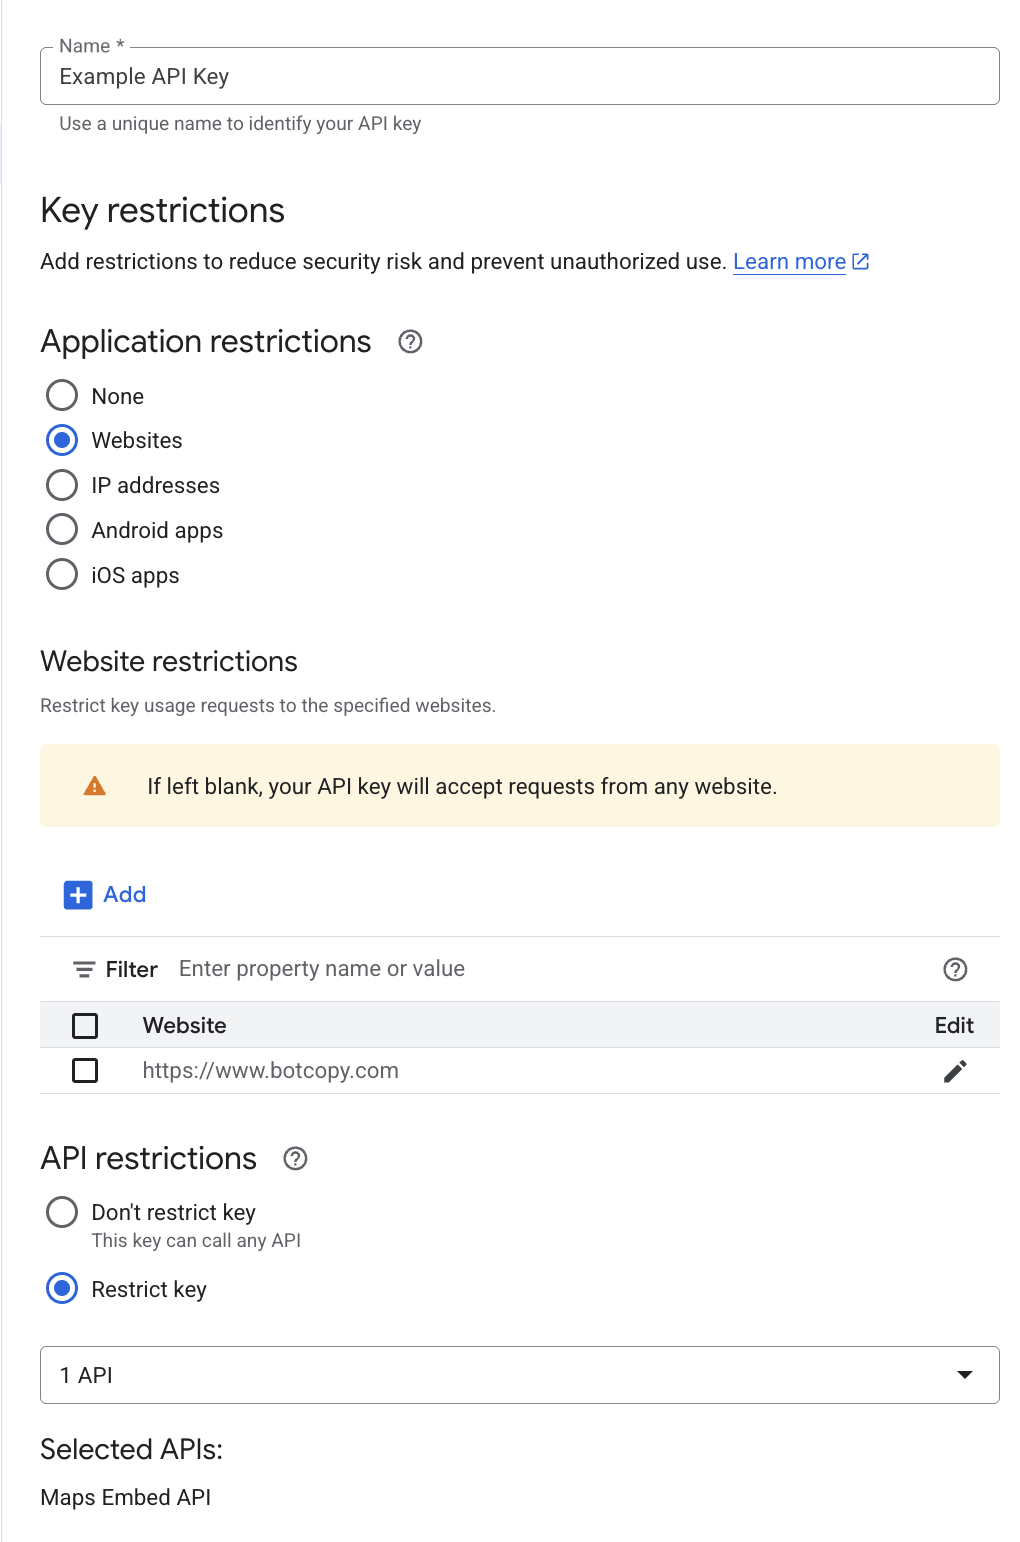 Name *
Example API Key
Use a unique name to identify your API key
Key restrictions
Add restrictions to reduce security risk and prevent unauthorized use. Learn more
Application restrictions
None
Websites
IP addresses
Android apps
iOS apps
Website restrictions
Restrict key usage requests to the specified websites.
If left blank, your API key will accept requests from any website.
Add
Filter Enter property name or value
Website Edit
https://www.botcopy.com
API restrictions
Don't restrict key
This key can call any API
Restrict key
1 API
Selected APIs:
Maps Embed API